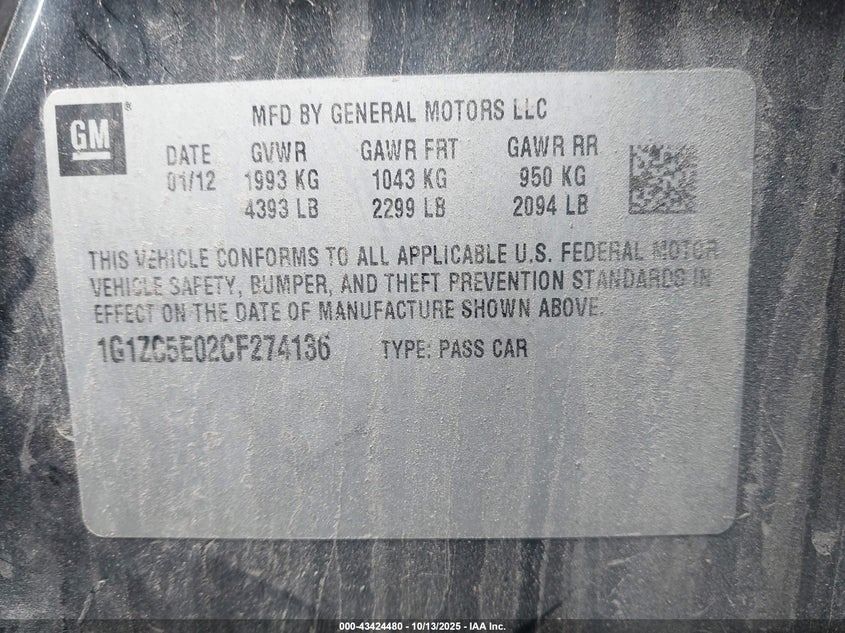 GM
®
MFD BY GENERAL MOTORS LLC
DATE GVWR GAWR FRT GAWR RR
01/12 1993 KG 1043 KG 950 KG
4393 LB 2299 LB 2094 LB
THIS VEHICLE CONFORMS TO ALL APPLICABLE U.S. FEDERAL MOTOR
VEHICLE SAFETY, BUMPER, AND THEFT PREVENTION STANDARDS IN
EFFECT ON THE DATE OF MANUFACTURE SHOWN ABOVE.
1G1ZC5E02CF274136 TYPE: PASS CAR
000-43424480 - 10/13/2025 - IAA Inc.